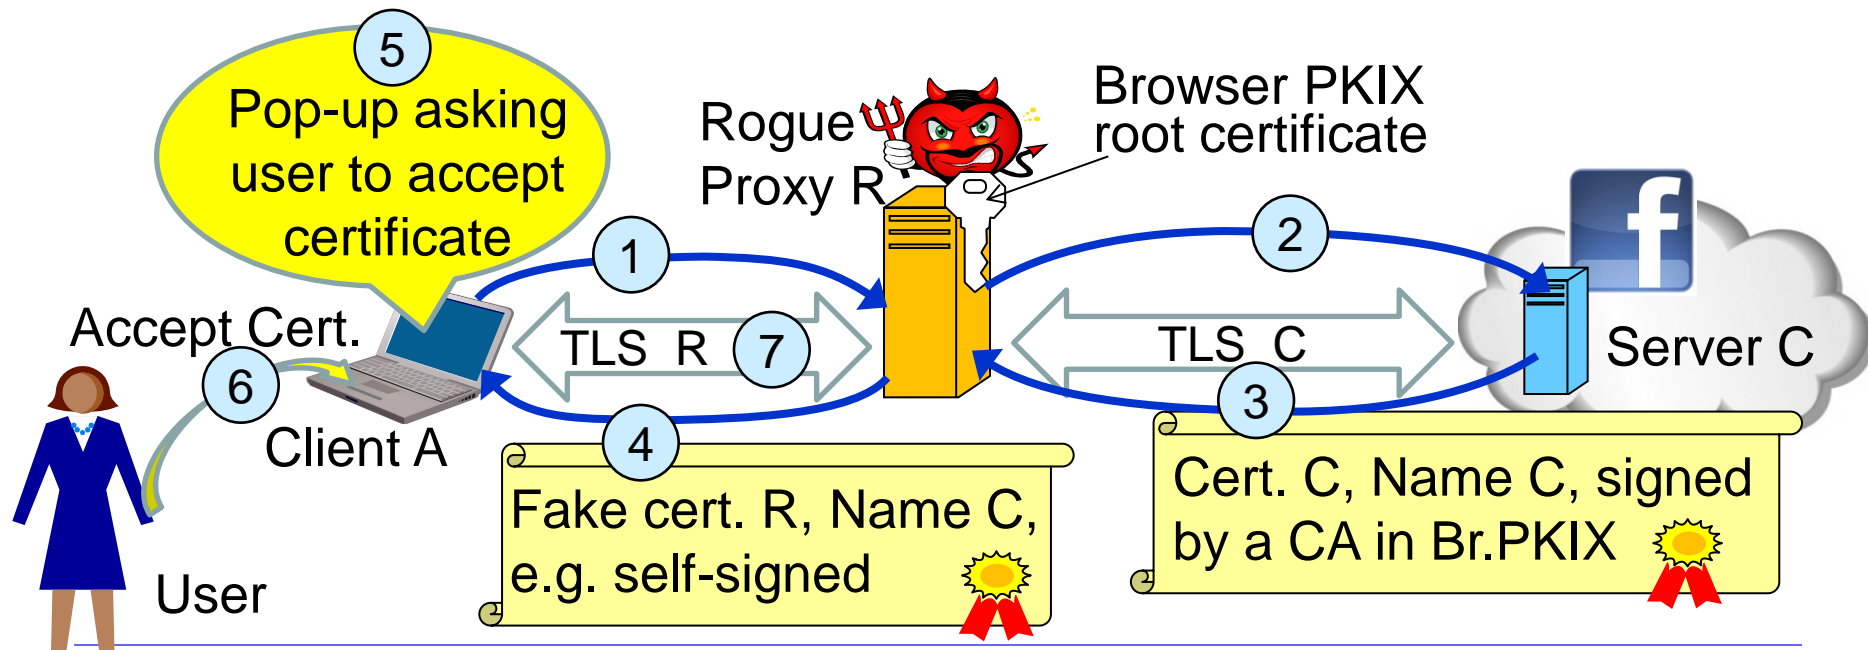 5
Pop-up asking
user to accept
certificate
Rogue
Proxy R
Browser PKIX
root certificate
f
1
2
Accept Cert.
TLS R
7
TLS C
Server C
6
Client A
4
3
Fake cert. R, Name C,
e.g. self-signed
Cert. C, Name C, signed
by a CA in Br.PKIX
User